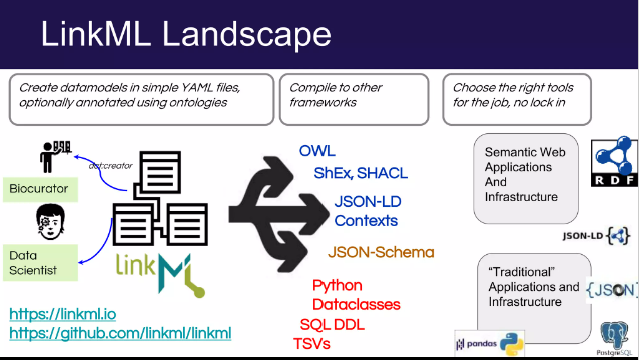 LinkML Landscape
Create datamodels in simple YAML files,
optionally annotated using ontologies
Compile to other
frameworks
Choose the right tools
for the job, no lock in
dct:creator
Biocurator
Data
Scientist
linkML
https://linkml.io
https://github.com/linkml/linkml
OWL
ShEx, SHACL
JSON-LD
Contexts
JSON-Schema
Python
Dataclasses
SQL DDL
TSVs
Semantic Web
Applications
And
Infrastructure
RDF
JSON-LD {}
“Traditional”
Applications and
Infrastructure
{JSON}
pandas
PostgreSQL